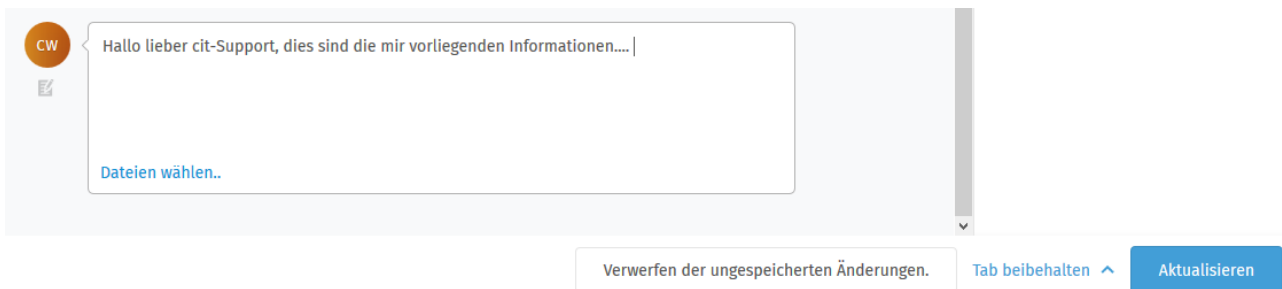 CW
Hallo lieber cit-Support, dies sind die mir vorliegenden Informationen....
Dateien wählen..
Verwerfen der ungespeicherten Änderungen. Tab beibehalten Aktualisieren